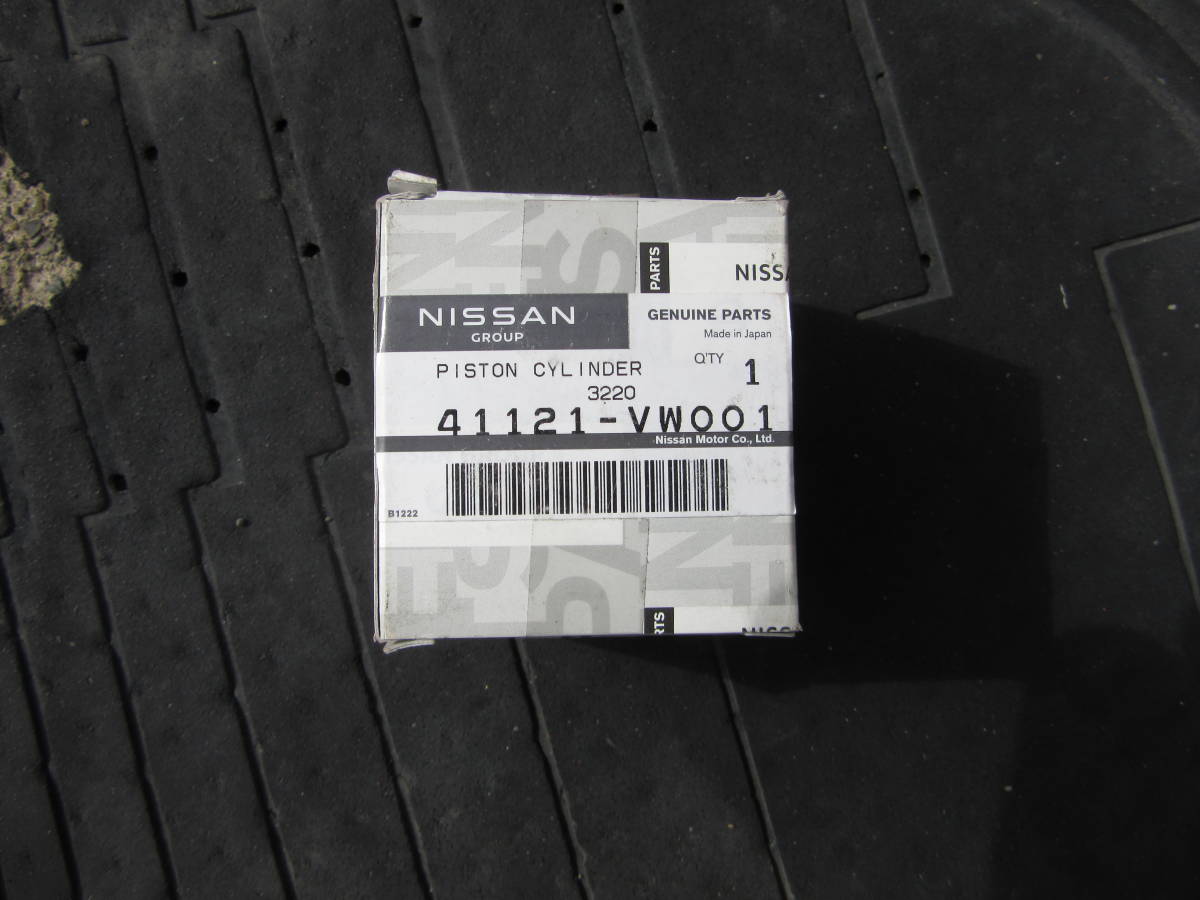 PARTS
NISSA
NISSAN
GROUP
GENUINE PARTS
Made in Japan
PISTON CYLINDER
Q'TY 1
3220
41121-VW001
Nissan Motor Co., Ltd.
B1222